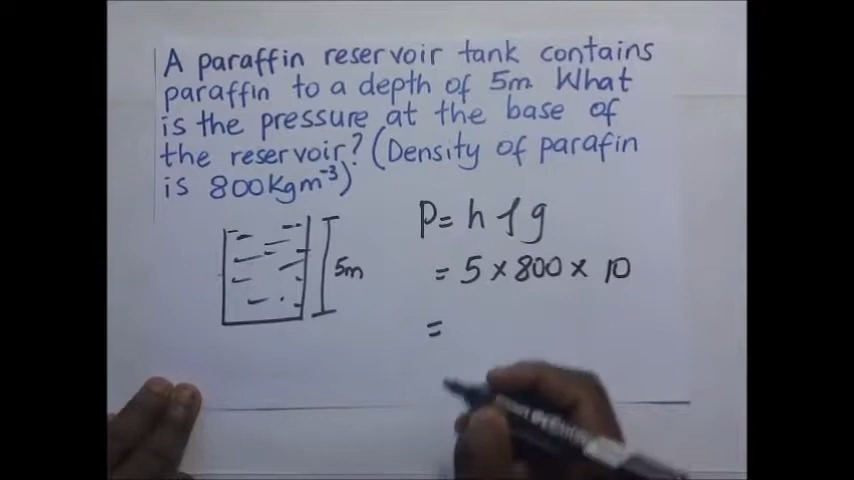 A paraffin reservoir tank contains
paraffin to a depth of 5m. What
is the pressure at the base of
the reservoir? (Density of parafin
is 800Kgm⁻³)
P = h ρ g
5m
= 5 × 800 × 10
=